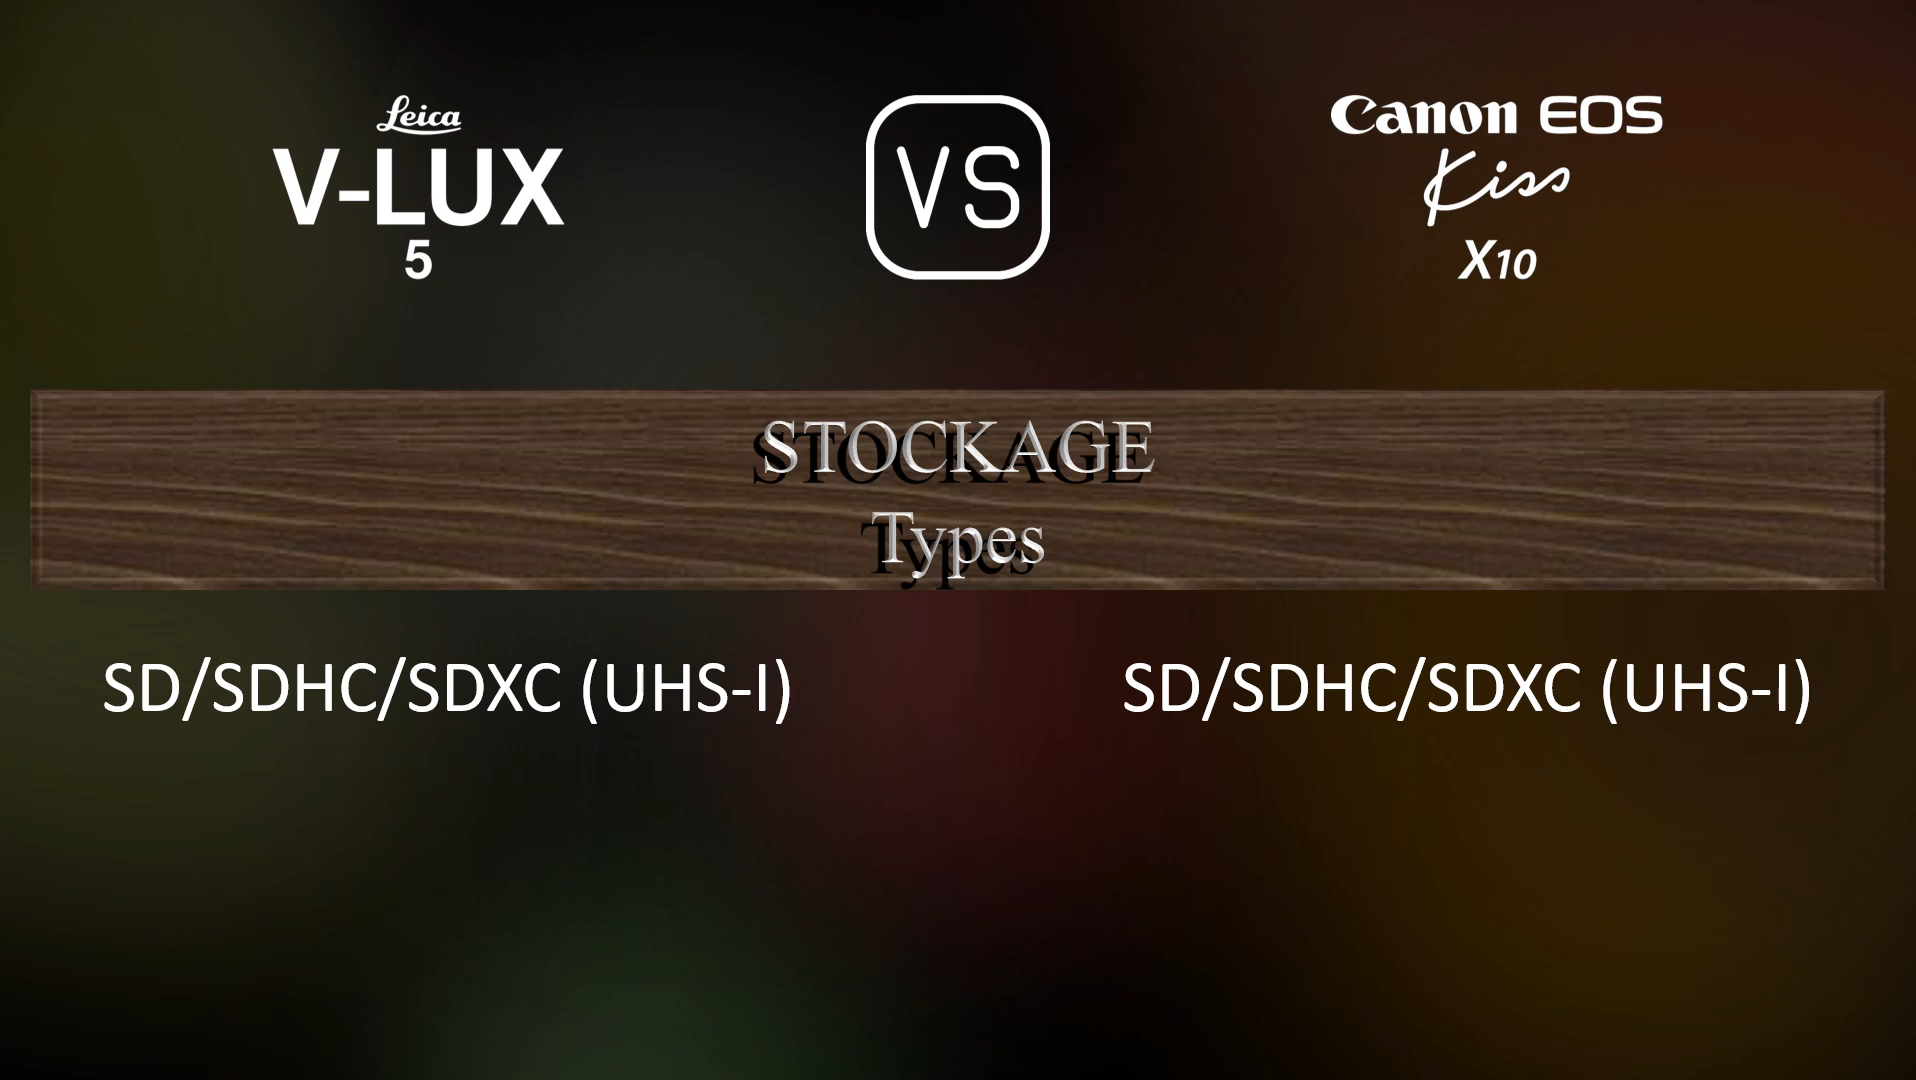 Leica
V-LUX
5
VS
Canon EOS
Kiss
X10
STOCKAGE
Types
SD/SDHC/SDXC (UHS-I)
SD/SDHC/SDXC (UHS-I)